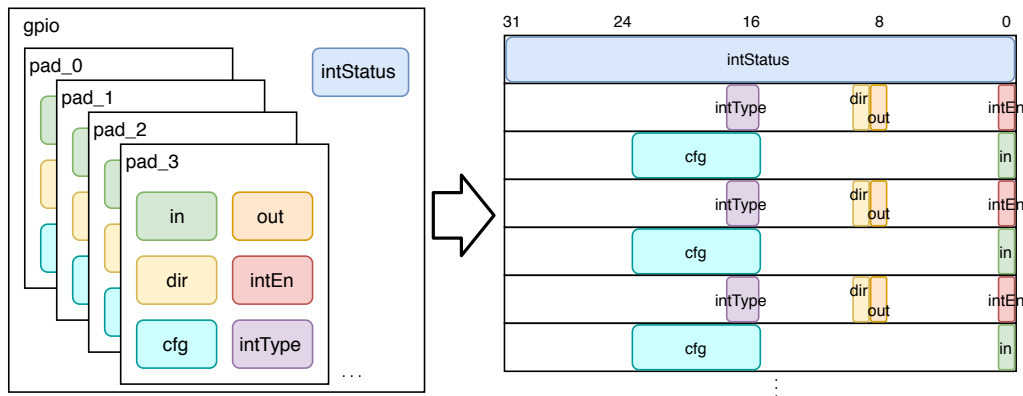 gpio
pad_0
intStatus
pad_1
pad_2
pad_3
in
out
dir
intEn
cfg
intType
...
31 24 16 8 0
intStatus
intType dir out intEn
cfg in
intType dir out intEn
cfg in
intType dir out intEn
cfg in